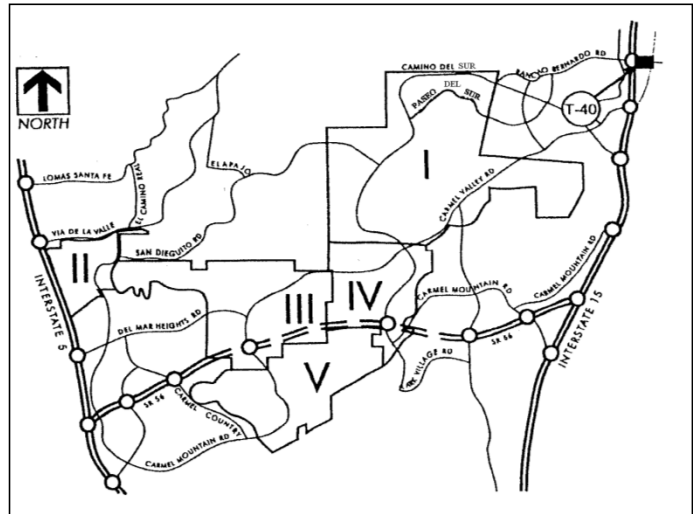 NORTH
CAMINO DEL SUR
RANCHO BERNARDO RD
PASEO DEL SUR
T-40
EL APAJO
I
LOMAS SANTA FE
EL CAMINO REAL
CARMEL VALLEY RD
VIA DE LA VALLE
SAN DIEGUITO RD
II
INTERSTATE 5
III
IV
CARMEL MOUNTAIN RD
CARMEL MOUNTAIN RD
DEL MAR HEIGHTS RD
SR 56
INTERSTATE 15
V
VILLAGE RD
SR 56
CARMEL COUNTRY
CARMEL MOUNTAIN RD